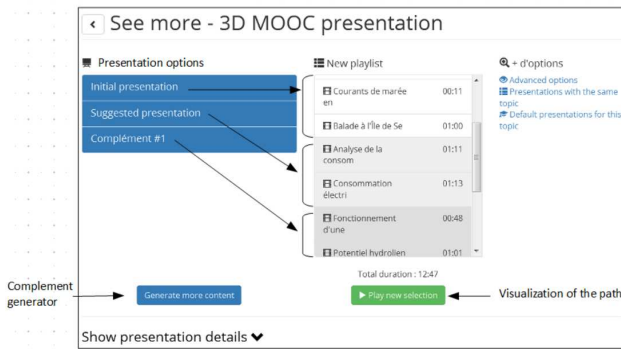 See more - 3D MOOC presentation
Presentation options
Initial presentation
Suggested presentation
Complément #1
New playlist
Courants de marée en 00:11
Balade à l'Île de Se 01:00
Analyse de la consom 01:11
Consommation électri 01:13
Fonctionnement d'une 00:48
Potentiel hydrolien 01:01
+ d'options
Advanced options
Presentations with the same
topic
Default presentations for this
topic
Total duration : 12:47
Complement
generator
Generate more content
Play new selection
Visualization of the path
Show presentation details